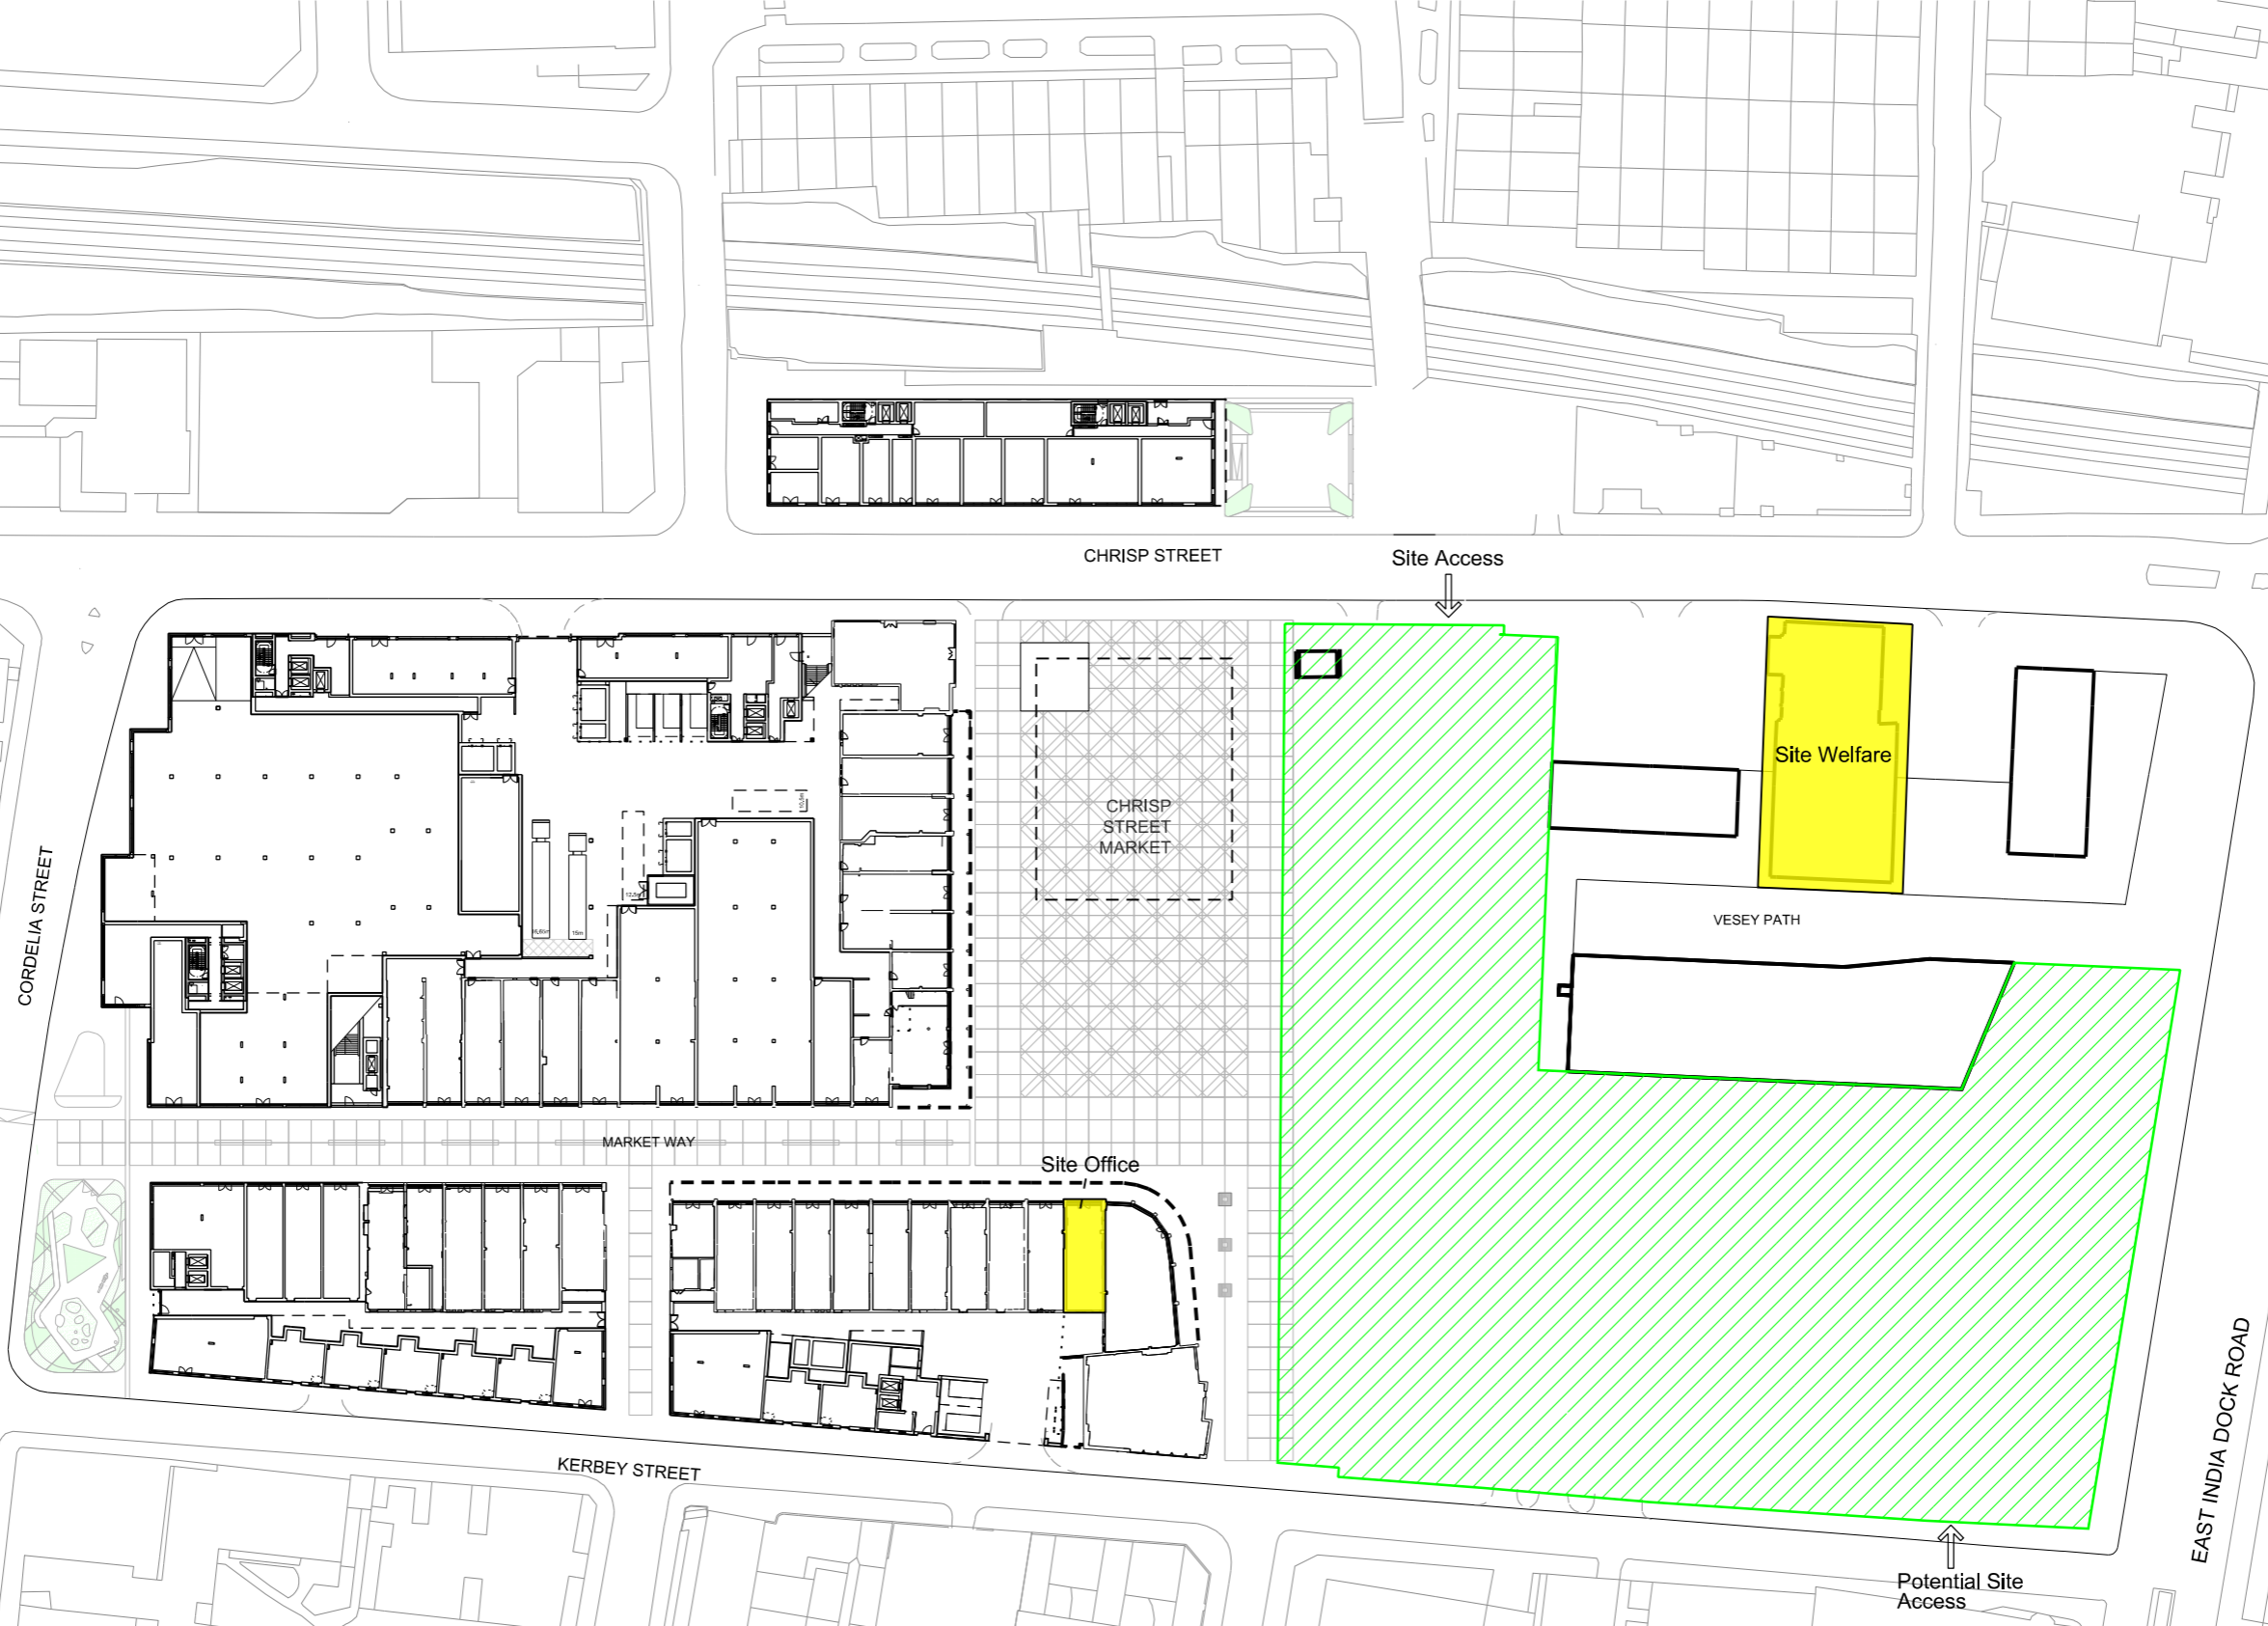 CHRISP STREET
Site Access
Site Welfare
CHRISP
STREET
MARKET
CORDELIA STREET
VESEY PATH
MARKET WAY
Site Office
KERBEY STREET
EAST INDIA DOCK ROAD
Potential Site
Access
15m